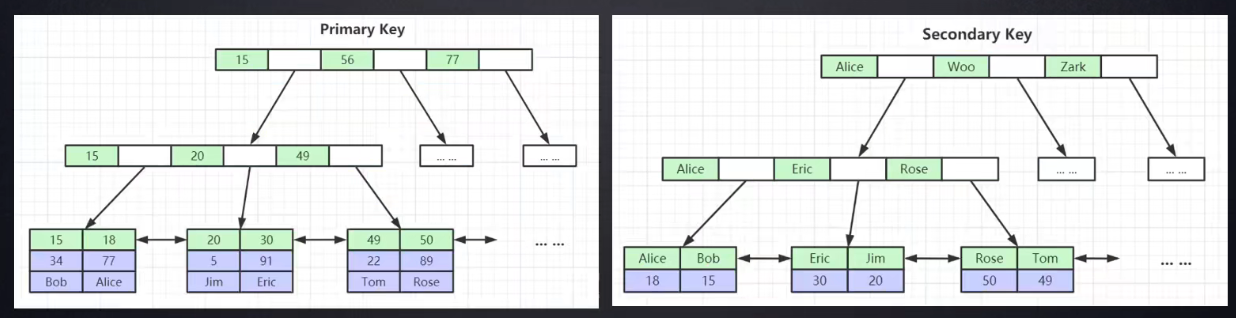 Primary Key
15 56 77
15 20 49
... ... ... ...
15 18 20 30 49 50 ... ...
34 77 5 91 22 89
Bob Alice Jim Eric Tom Rose
Secondary Key
Alice Woo Zark
Alice Eric Rose
... ... ... ...
Alice Bob Eric Jim Rose Tom ... ...
18 15 30 20 50 49